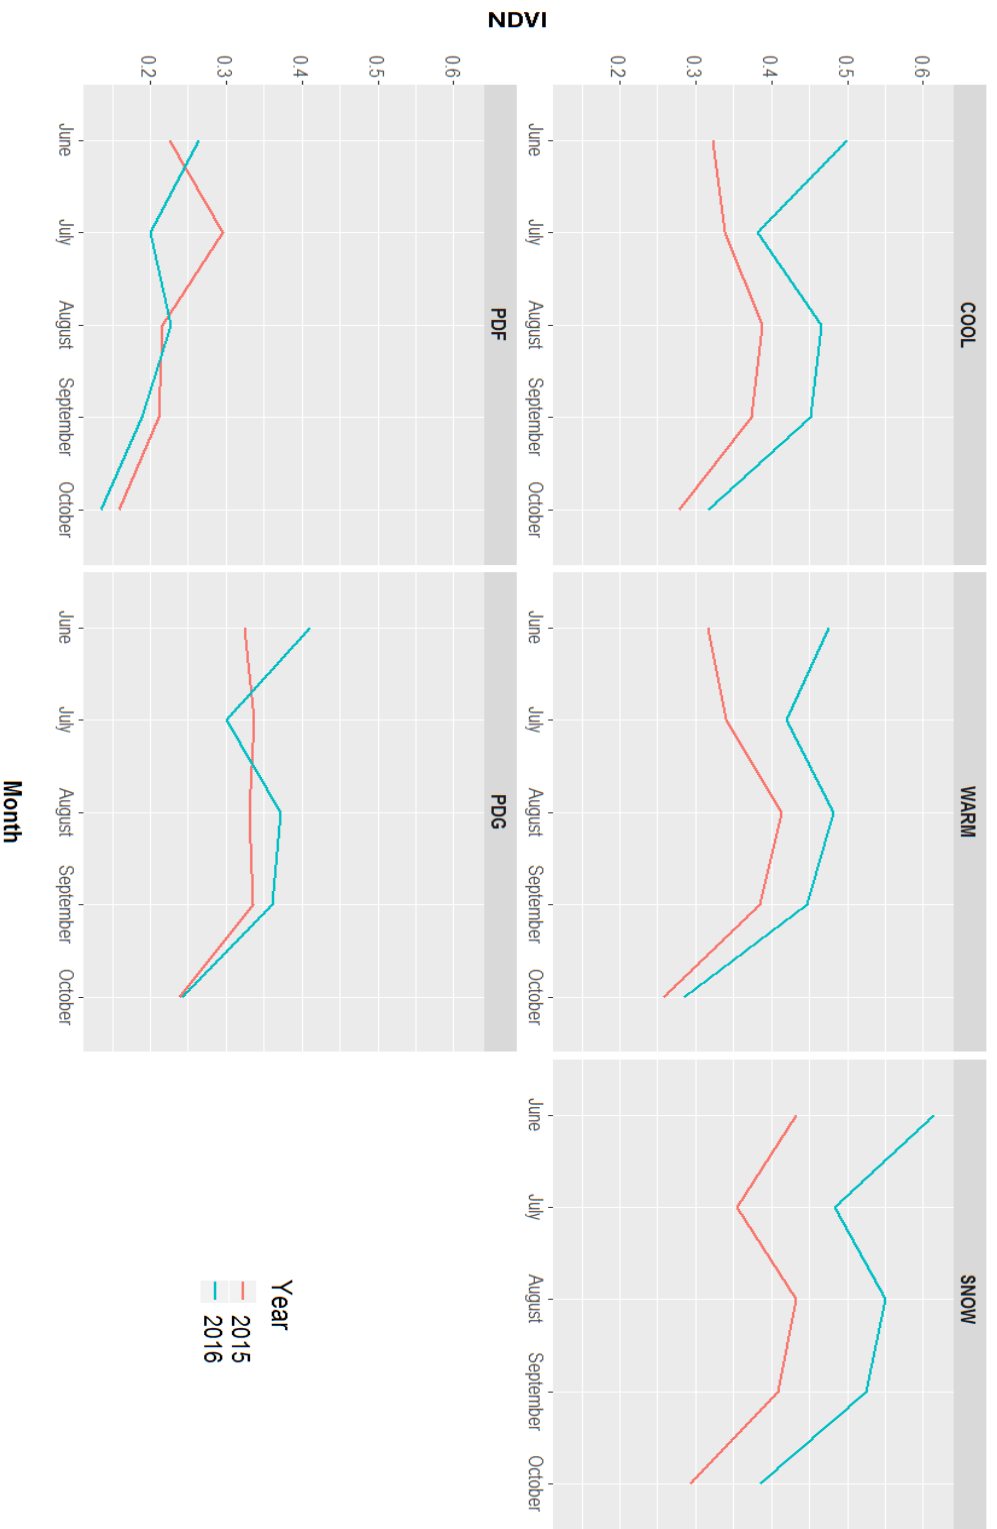 COOL
WARM
SNOW
0.6
0.5
0.4
0.3
0.2
June
July
August
September
October
June
July
August
September
October
June
July
August
September
October
NDVI
PDF
PDG
0.6
0.5
0.4
0.3
0.2
June
July
August
September
October
June
July
August
September
October
Year
2015
2016
Month